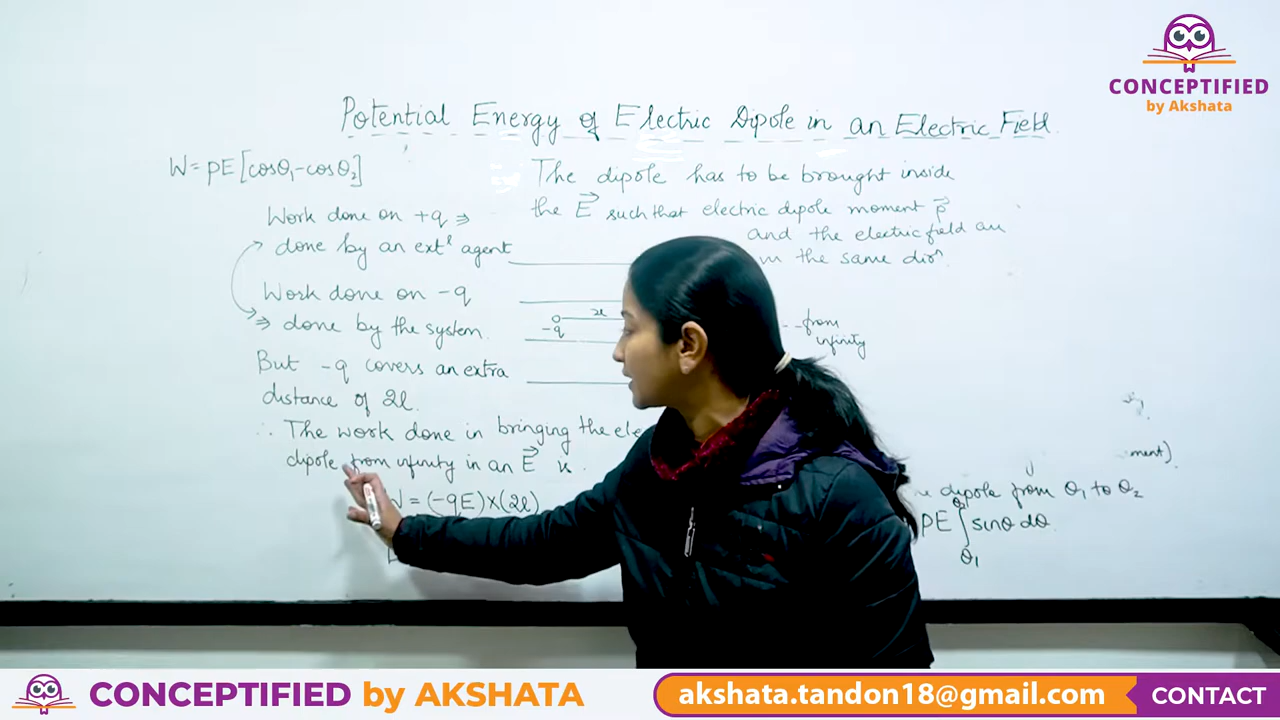 CONCEPTIFIED
by Akshata
Potential Energy of Electric Dipole in an Electric Field
W = pE[cosθ₁-cosθ₂]
Work done on +q ⇒
done by an extˡ agent
Work done on -q
⇒ done by the system.
But -q covers an extra
distance of 2l.
∴ The work done in bringing the ele
dipole from infinity in an E⃗ is
W = (-qE)×(2l)
The dipole has to be brought inside
the E⃗ such that electric dipole moment p⃗
and the electric field are
in the same dirⁿ.
2l
-q
from
infinity
ment).
dipole from θ₁ to θ₂
pE ∫ sinθ dθ
θ₁
CONCEPTIFIED by AKSHATA
akshata.tandon18@gmail.com
CONTACT